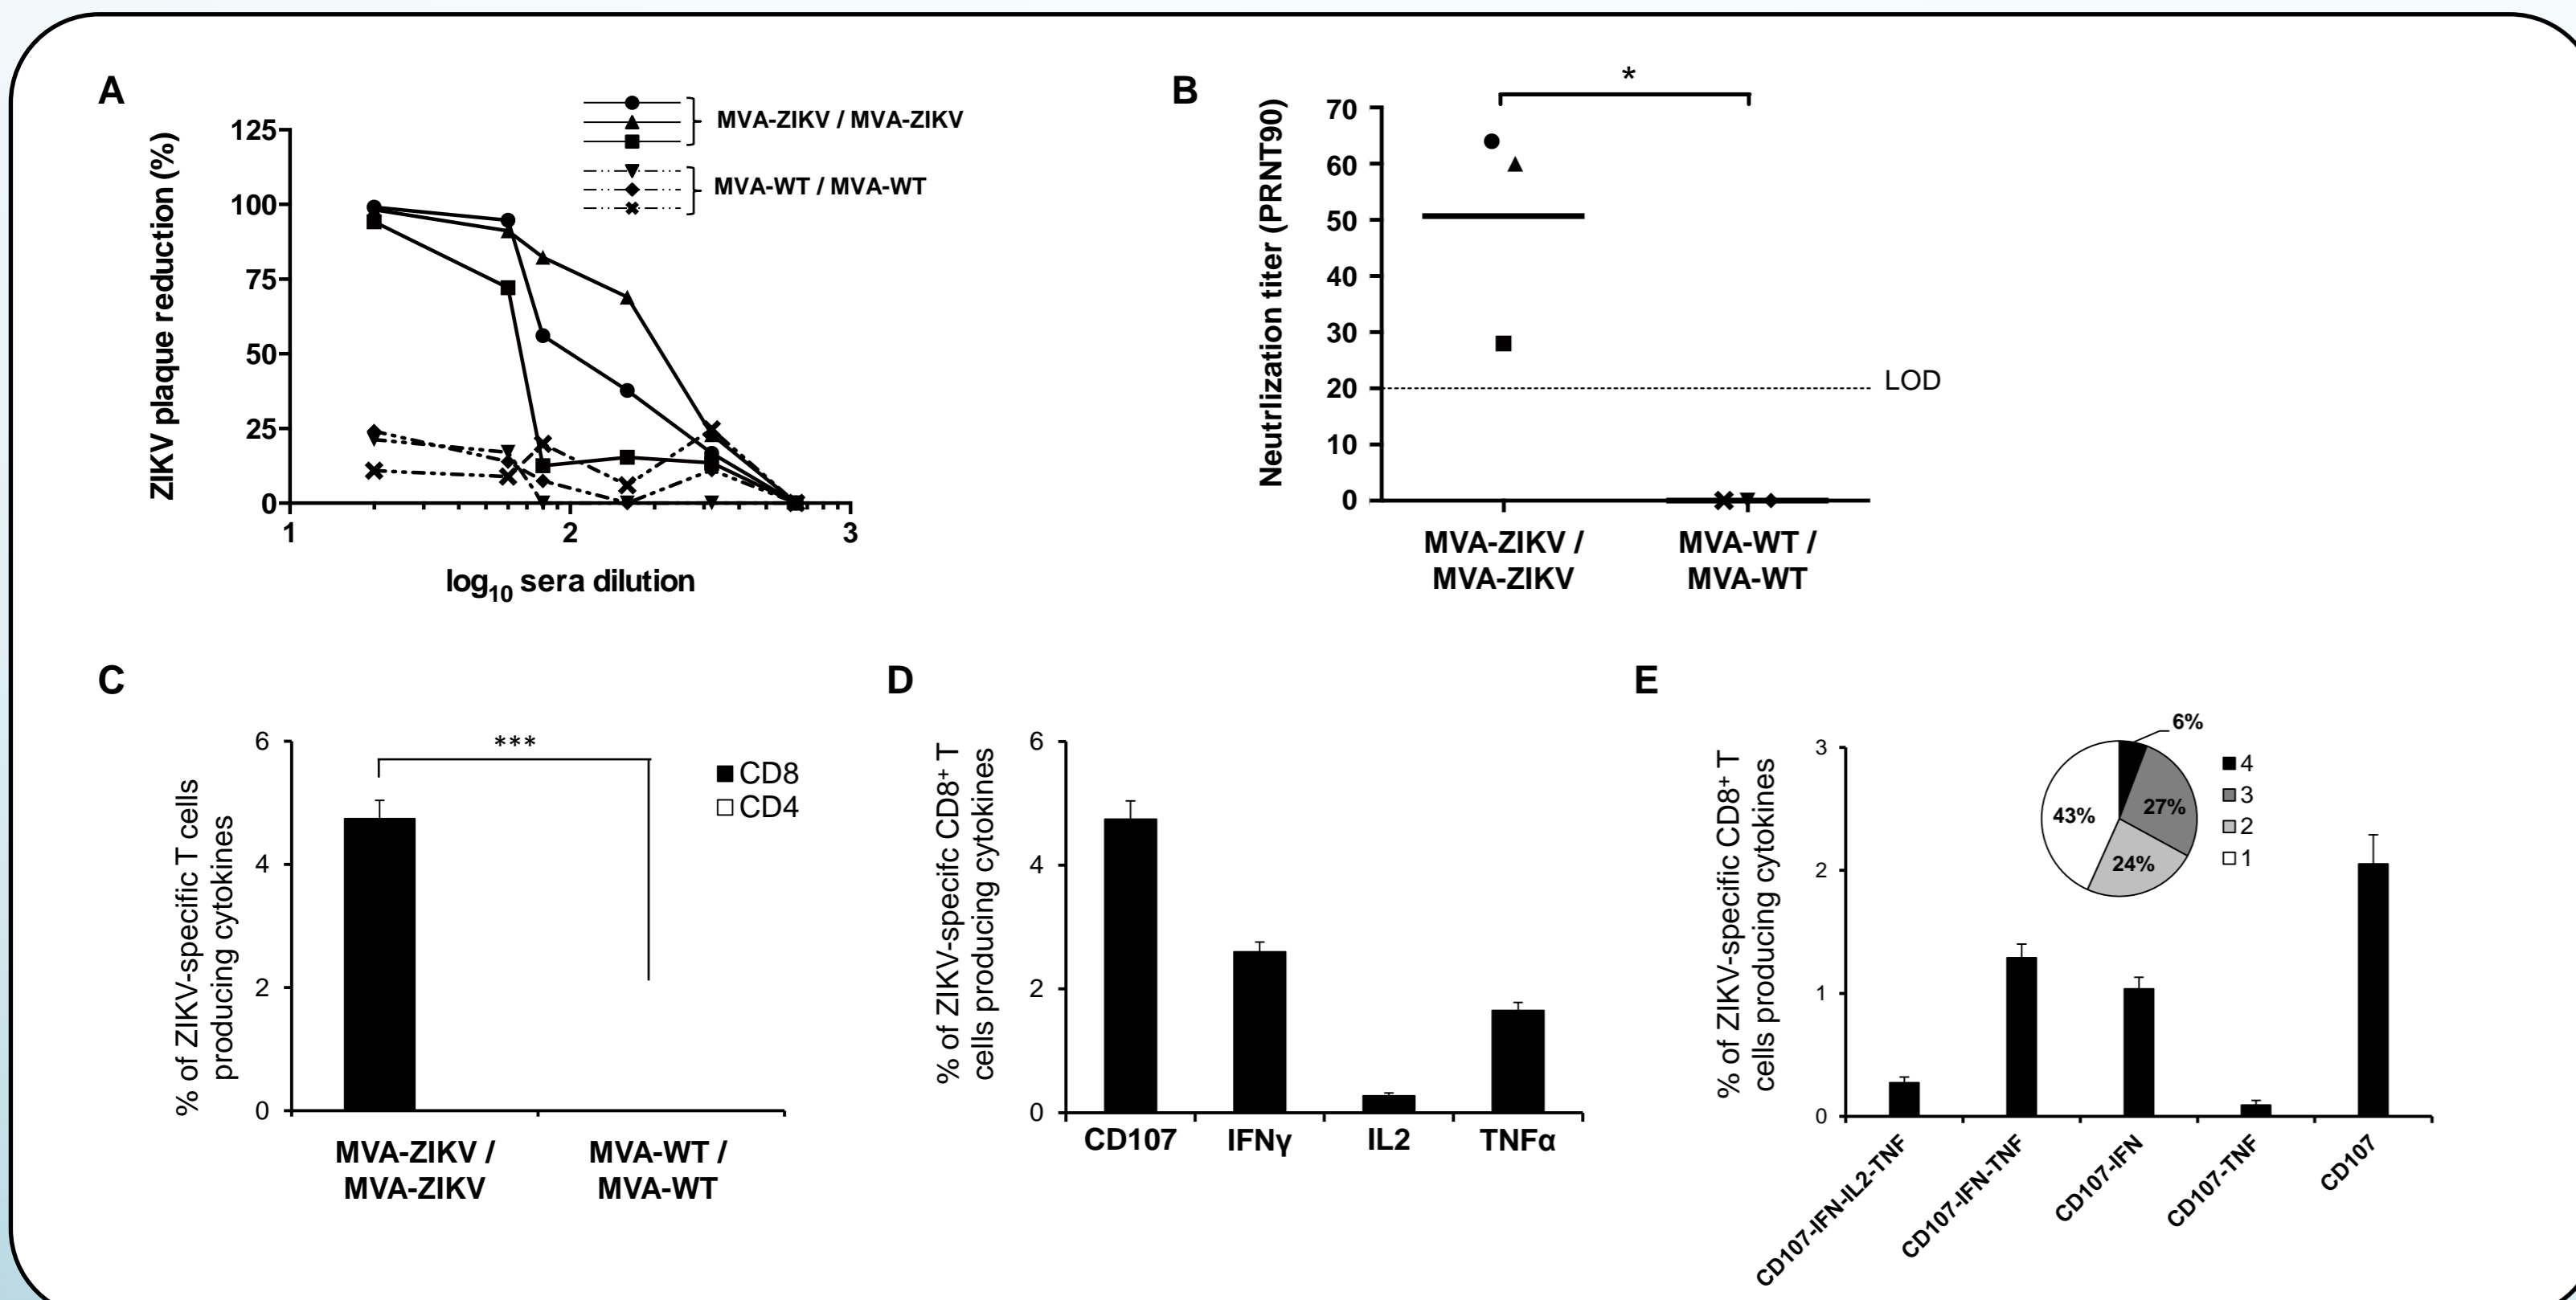 A
ZIKV plaque reduction (%)
125
100
75
50
25
0
1
2
3
log10 sera dilution
MVA-ZIKV / MVA-ZIKV
MVA-WT / MVA-WT
B
Neutrlization titer (PRNT90)
70
60
50
40
30
20
10
0
*
LOD
MVA-ZIKV /
MVA-ZIKV
MVA-WT /
MVA-WT
C
% of ZIKV-specific T cells
producing cytokines
6
4
2
0
***
CD8
CD4
MVA-ZIKV /
MVA-ZIKV
MVA-WT /
MVA-WT
D
% of ZIKV-specifc CD8+ T
cells producing cytokines
6
4
2
0
CD107
IFNγ
IL2
TNFα
E
% of ZIKV-specific CD8+ T
cells producing cytokines
3
2
1
0
6%
27%
24%
43%
4
3
2
1
CD107-IFN-IL2-TNF
CD107-IFN-TNF
CD107-IFN
CD107-TNF
CD107